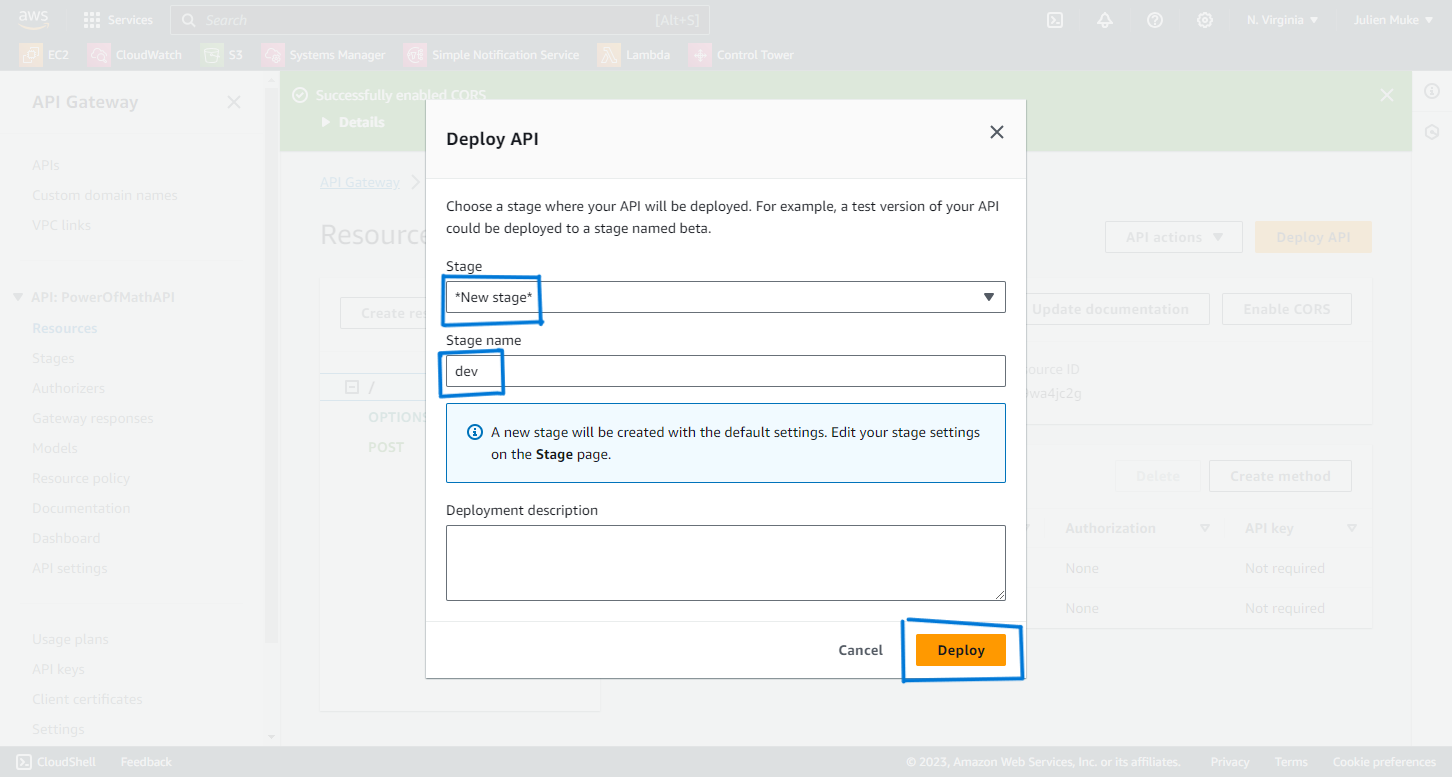 aws
Services
Search
[Alt+S]
N. Virginia
Julien Muke
EC2
CloudWatch
S3
Systems Manager
Simple Notification Service
Lambda
Control Tower
API Gateway
APIs
Custom domain names
VPC links
API: PowerOfMathAPI
Resources
Stages
Authorizers
Gateway responses
Models
Resource policy
Documentation
Dashboard
API settings
Usage plans
API keys
Client certificates
Settings
Successfully enabled CORS
Details
API Gateway
Resource
API actions
Deploy API
Create res
Update documentation
Enable CORS
/
OPTIONS
POST
source ID
wa4jc2g
Delete
Create method
Authorization
API key
None
Not required
None
Not required
Deploy API
Choose a stage where your API will be deployed. For example, a test version of your API
could be deployed to a stage named beta.
Stage
*New stage*
Stage name
dev
A new stage will be created with the default settings. Edit your stage settings
on the Stage page.
Deployment description
Cancel
Deploy
CloudShell
Feedback
© 2023, Amazon Web Services, Inc. or its affiliates.
Privacy
Terms
Cookie preferences